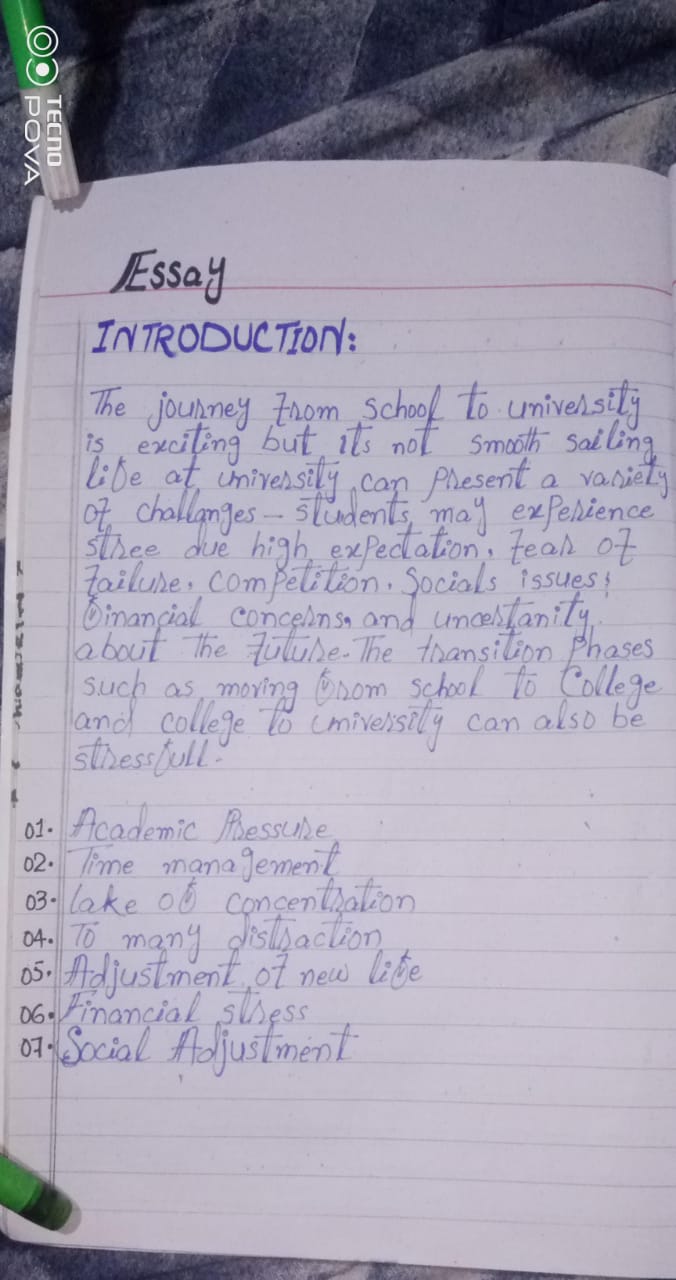 TECNO
POVA
Essay
INTRODUCTION:
The journey from school to university
is exciting but its not smooth sailing
life at university can present a variety
of challanges - students may experience
stree due high expectation, fear of
failure, competition, Socials issues,
financial concerns, and uncertanity
about the future. The transition Phases
such as moving from school to College
and college to university can also be
stressfull.
01. Academic Pressure
02. Time management
03. lake of concentration
04. To many distraction
05. Adjustment of new life
06. Financial stress
07. Social Adjustment